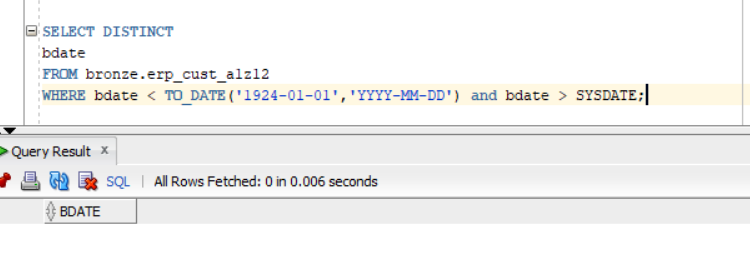 SELECT DISTINCT
bdate
FROM bronze.erp_cust_alz12
WHERE bdate < TO_DATE('1924-01-01','YYYY-MM-DD') and bdate > SYSDATE;
Query Result x
SQL | All Rows Fetched: 0 in 0.006 seconds
BDATE